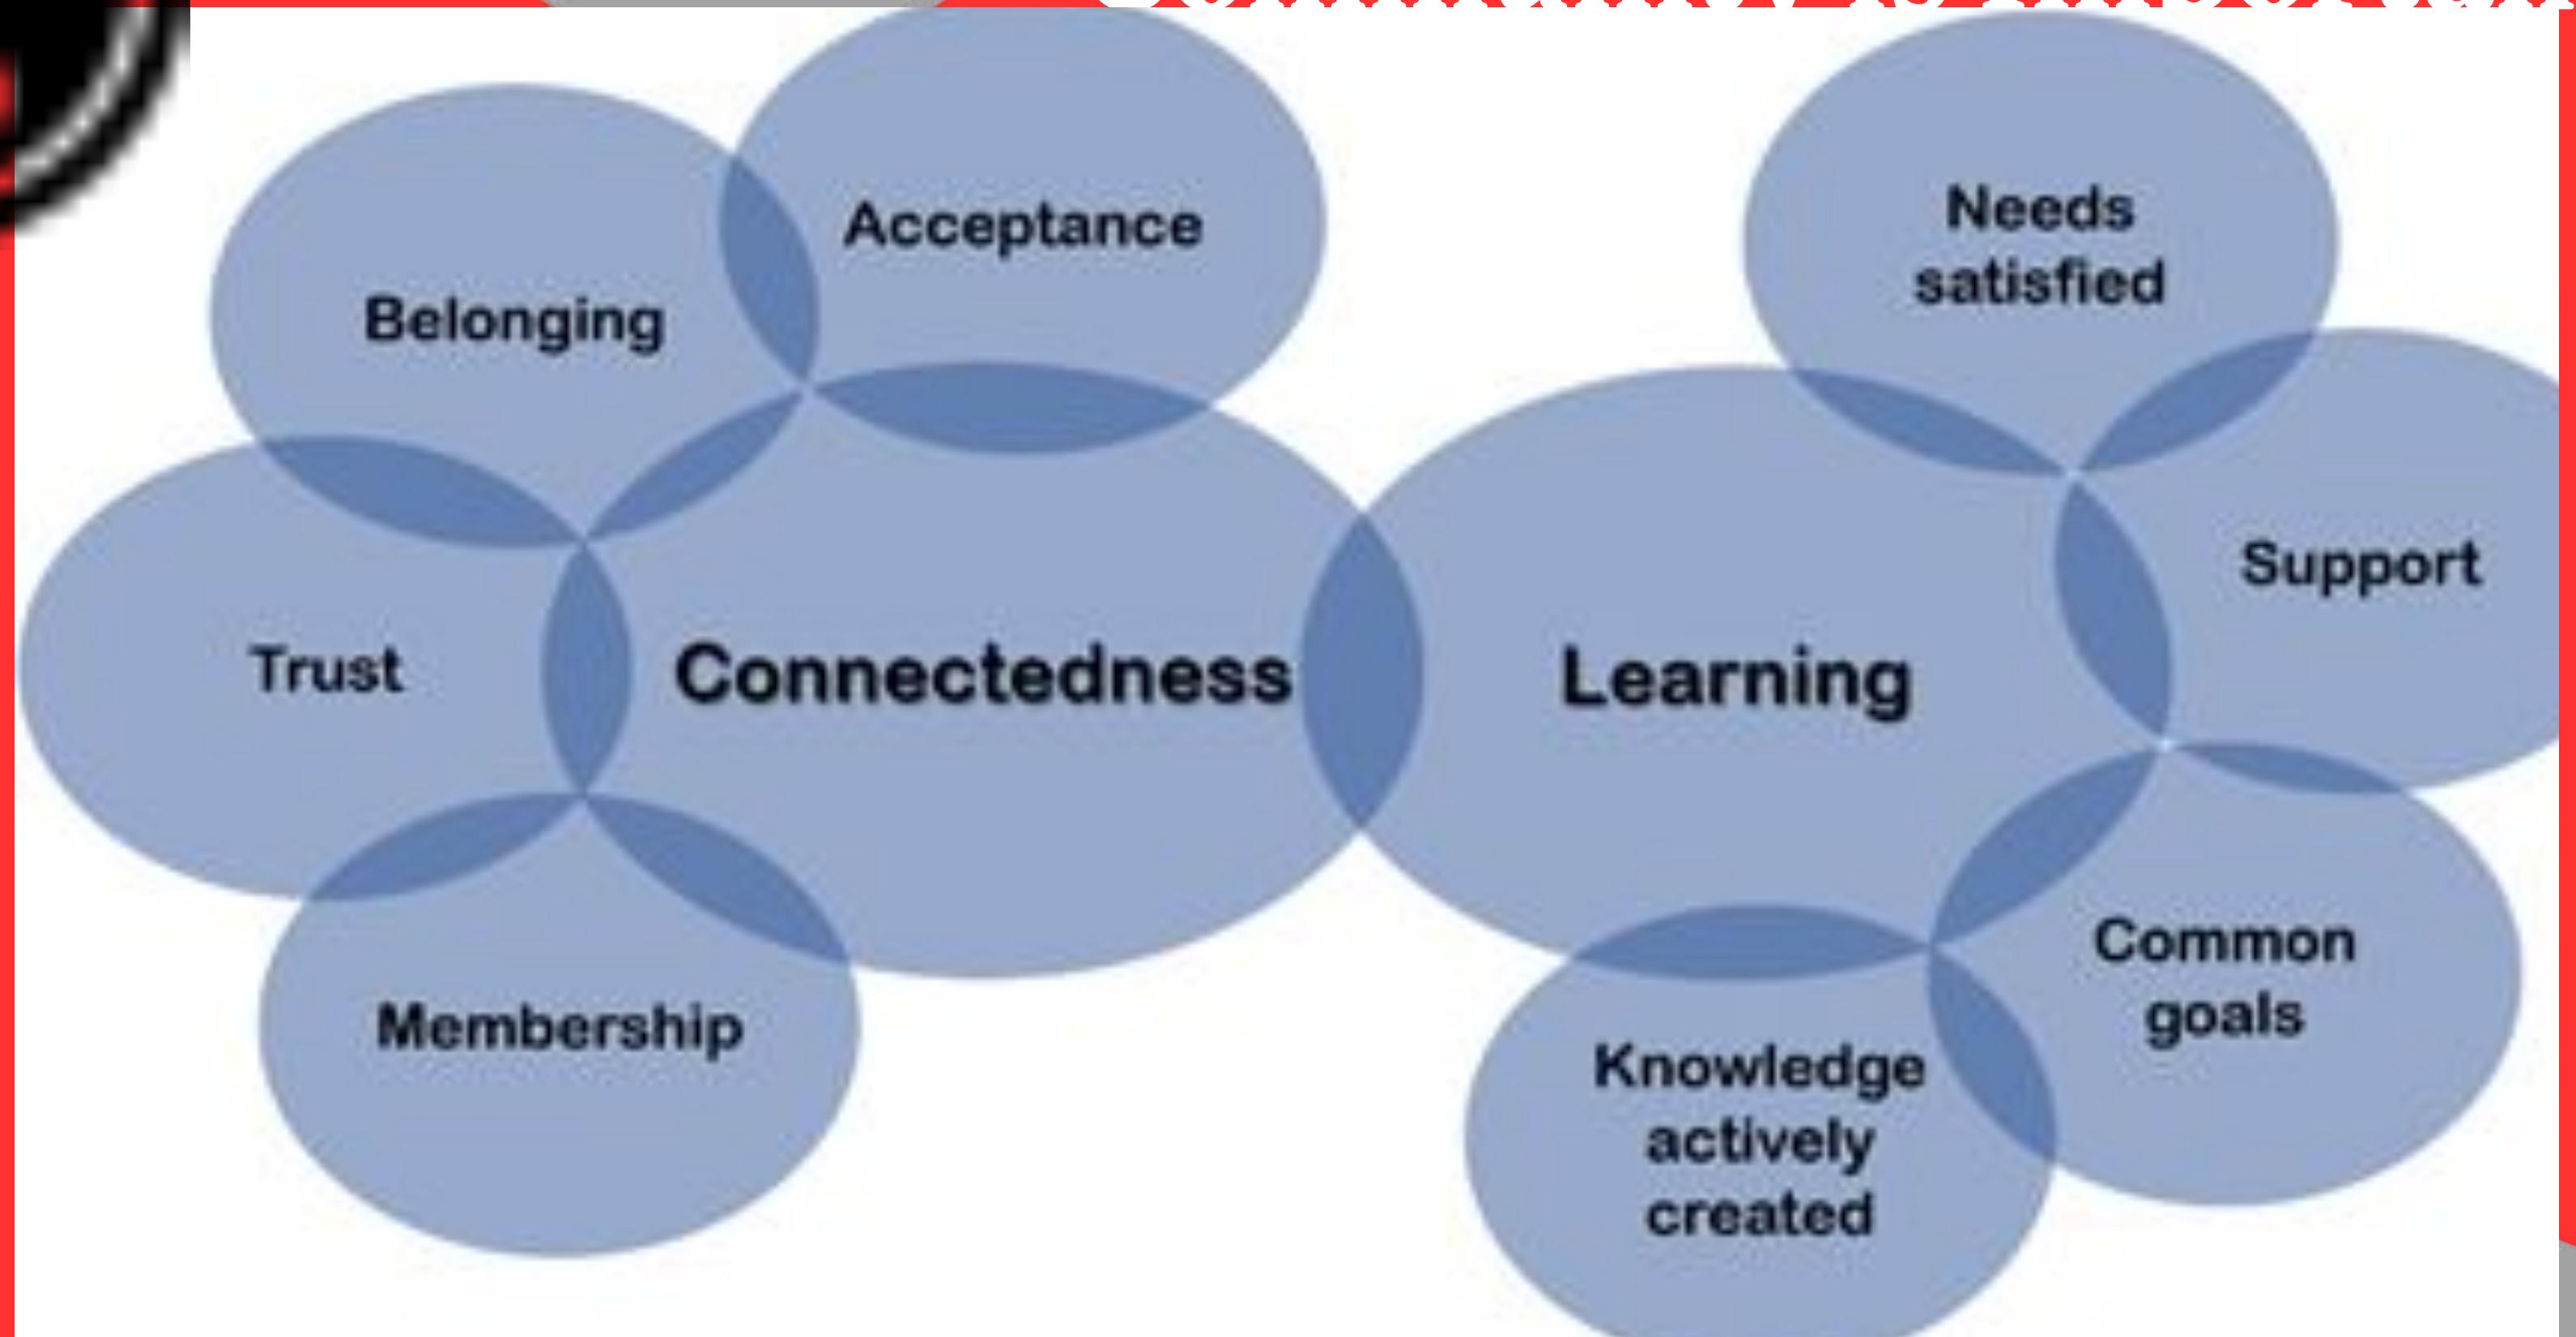 Acceptance
Belonging
Trust
Connectedness
Membership
Needs
satisfied
Support
Learning
Common
goals
Knowledge
actively
created